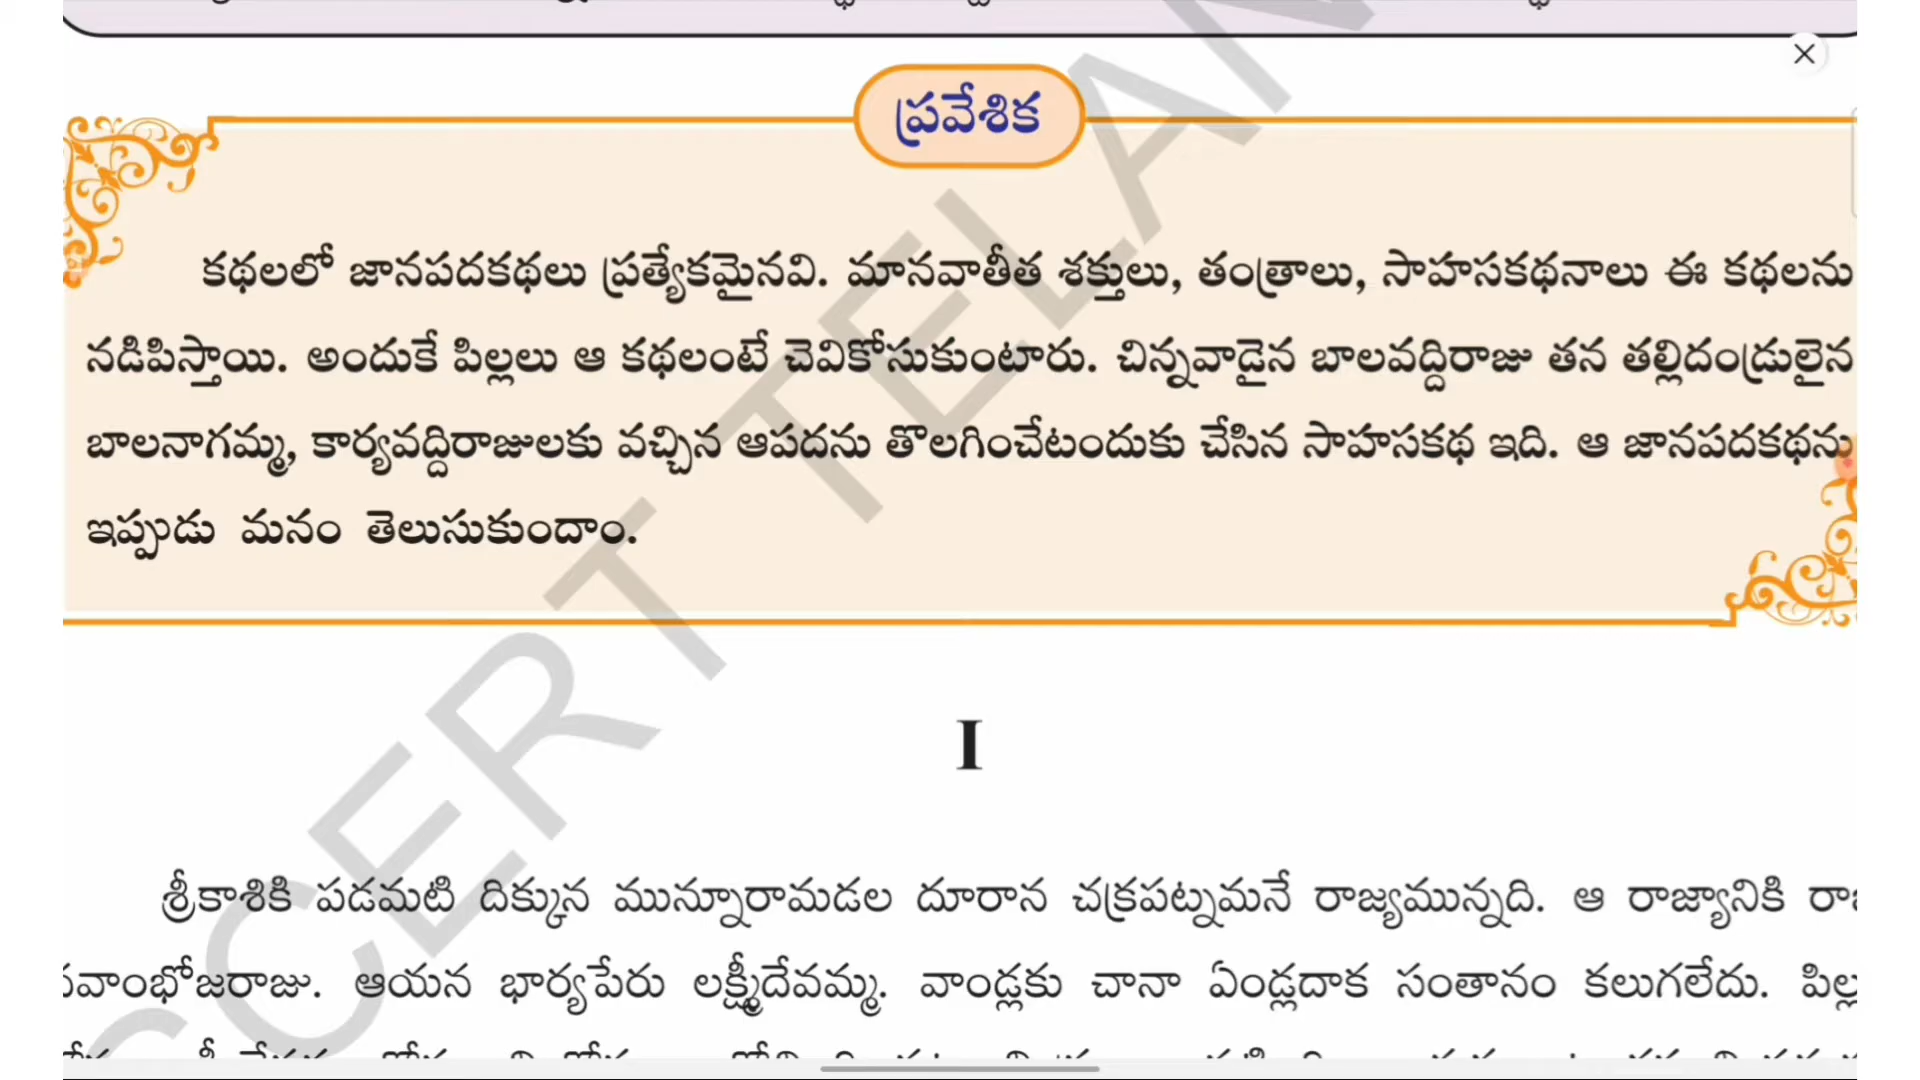 ప్రవేశిక
కథలలో జానపదకథలు ప్రత్యేకమైనవి. మానవాతీత శక్తులు, తంత్రాలు, సాహసకథనాలు ఈ కథలను
నడిపిస్తాయి. అందుకే పిల్లలు ఆ కథలంటే చెవికోసుకుంటారు. చిన్నవాడైన బాలవద్దిరాజు తన తల్లిదండ్రులైన
బాలనాగమ్మ, కార్యవద్దిరాజులకు వచ్చిన ఆపదను తొలగించేటందుకు చేసిన సాహసకథ ఇది. ఆ జానపదకథను
ఇప్పుడు మనం తెలుసుకుందాం.
I
శ్రీకాశికి పడమటి దిక్కున మున్నూరామడల దూరాన చక్రపట్నమనే రాజ్యమున్నది. ఆ రాజ్యానికి
ఆయన భార్యపేరు లక్ష్మీదేవమ్మ. వాండ్లకు చానా ఏండ్లదాక సంతానం కలుగలేదు.